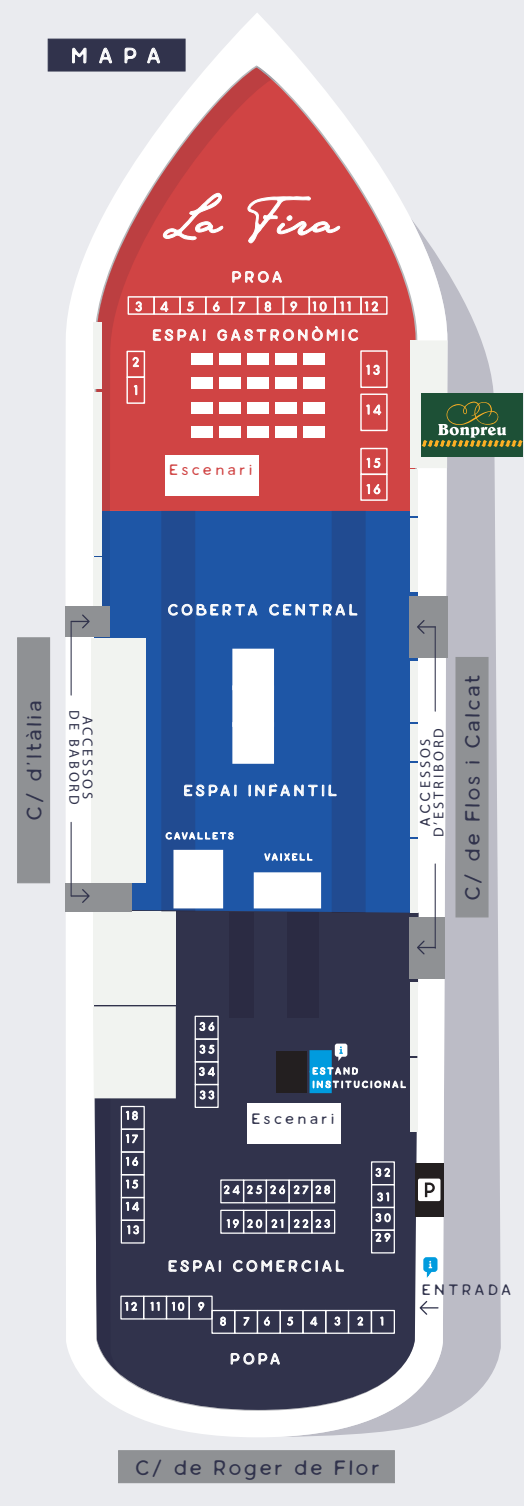 MAPA
La Fira
PROA
3 4 5 6 7 8 9 10 11 12
ESPAI GASTRONÒMIC
2
1
13
14
15
16
Bonpreu
Escenari
COBERTA CENTRAL
C/ d'Itàlia
ACCESSOS
DE BABORD
ACCESSOS
D'ESTRIBORD
C/ de Flos i Calcat
ESPAI INFANTIL
CAVALLETS
VAIXELL
36
35
34
33
i
ESTAND
INSTITUCIONAL
Escenari
18
17
16
15
14
13
24 25 26 27 28
19 20 21 22 23
32
31
30
29
P
i
ENTRADA
ESPAI COMERCIAL
12 11 10 9
8 7 6 5 4 3 2 1
POPA
C/ de Roger de Flor